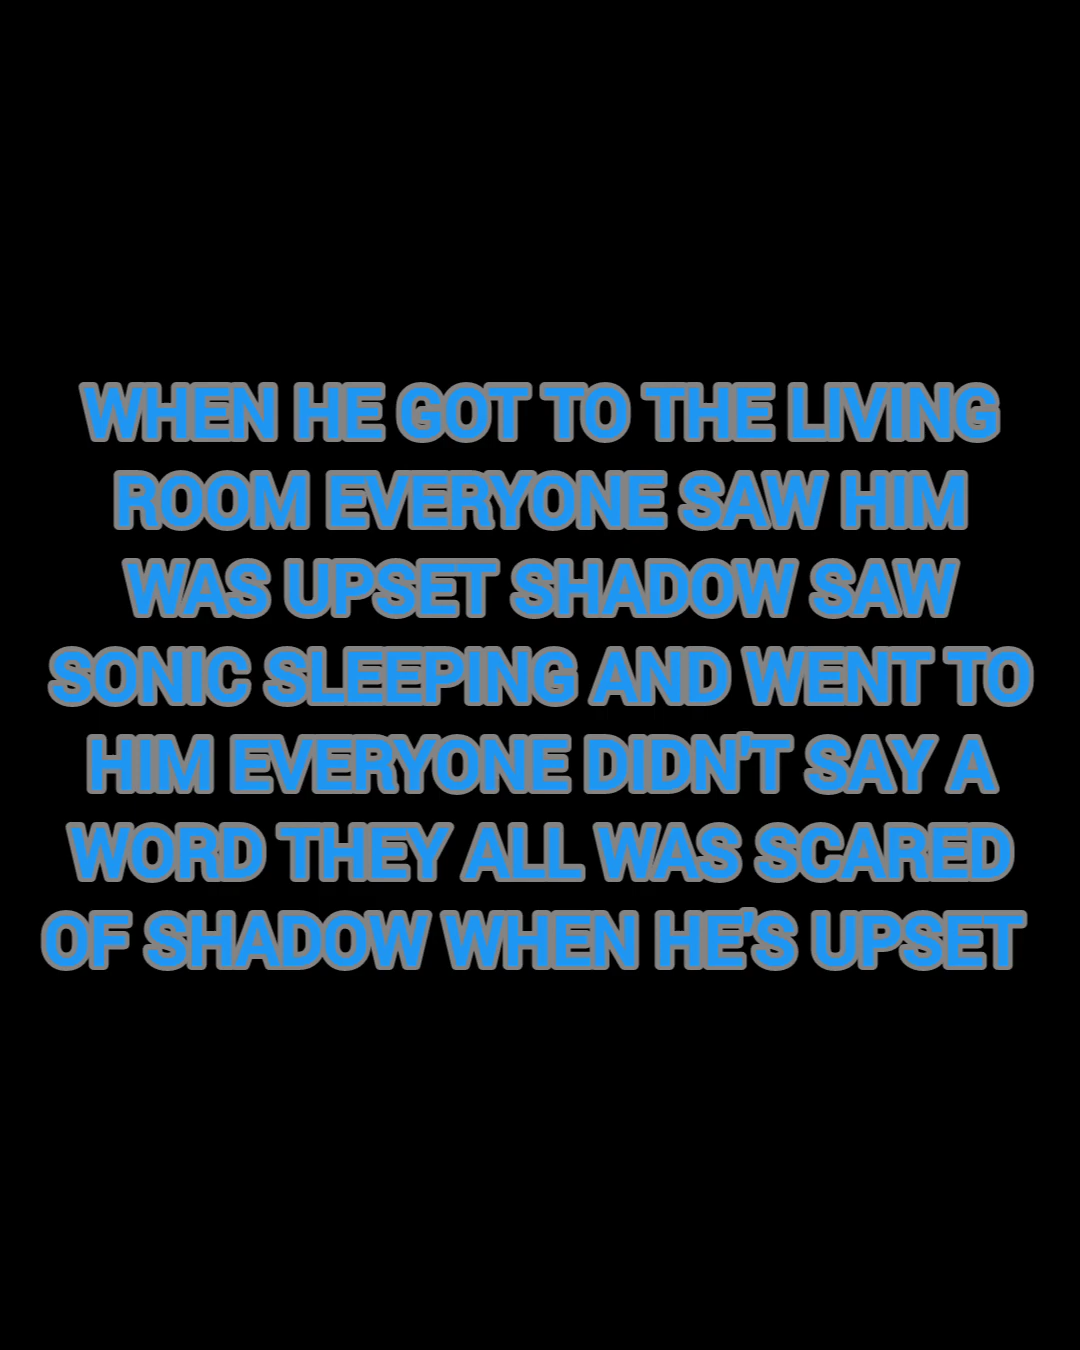 WHEN HE GOT TO THE LIVING
ROOM EVERYONE SAW HIM
WAS UPSET SHADOW SAW
SONIC SLEEPING AND WENT TO
HIM EVERYONE DIDN'T SAY A
WORD THEY ALL WAS SCARED
OF SHADOW WHEN HE'S UPSET